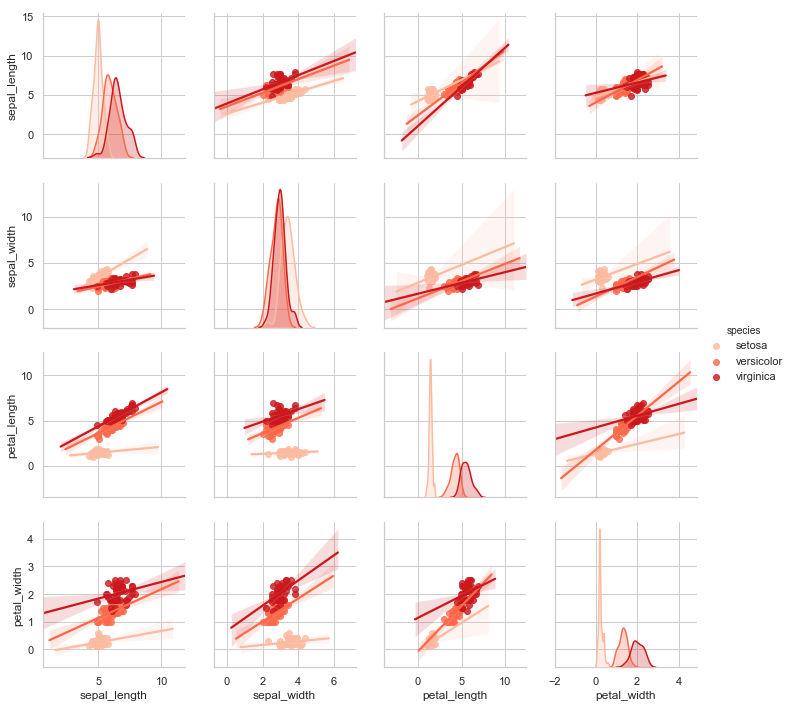 sepal_length
15
10
5
0
sepal_width
10
5
0
species
setosa
versicolor
virginica
petal_length
10
5
0
petal_width
4
3
2
1
0
5 10
0 2 4 6
0 5 10
−2 0 2 4
sepal_length sepal_width petal_length petal_width